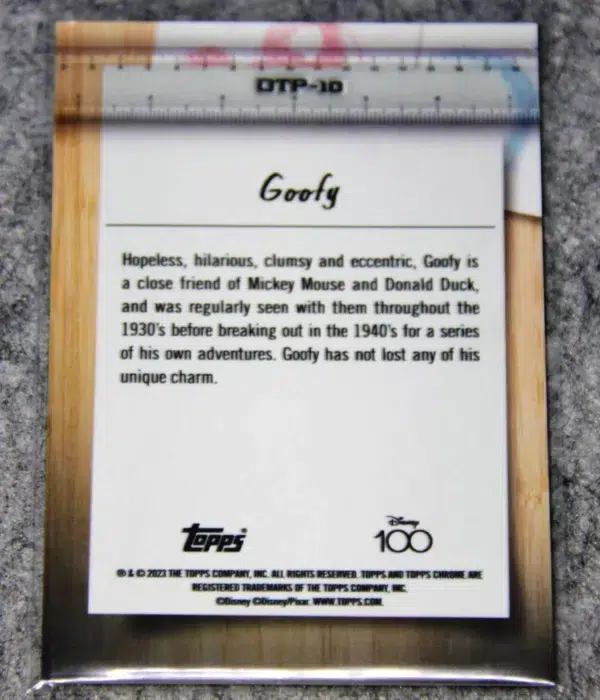 DTP-10
Goofy
Hopeless, hilarious, clumsy and eccentric, Goofy is
a close friend of Mickey Mouse and Donald Duck,
and was regularly seen with them throughout the
1930's before breaking out in the 1940's for a series
of his own adventures. Goofy has not lost any of his
unique charm.
Topps®
Disney
100
® & © 2023 THE TOPPS COMPANY, INC. ALL RIGHTS RESERVED. TOPPS AND TOPPS CHROME ARE
REGISTERED TRADEMARKS OF THE TOPPS COMPANY, INC.
©Disney ©Disney/Pixar. WWW.TOPPS.COM.